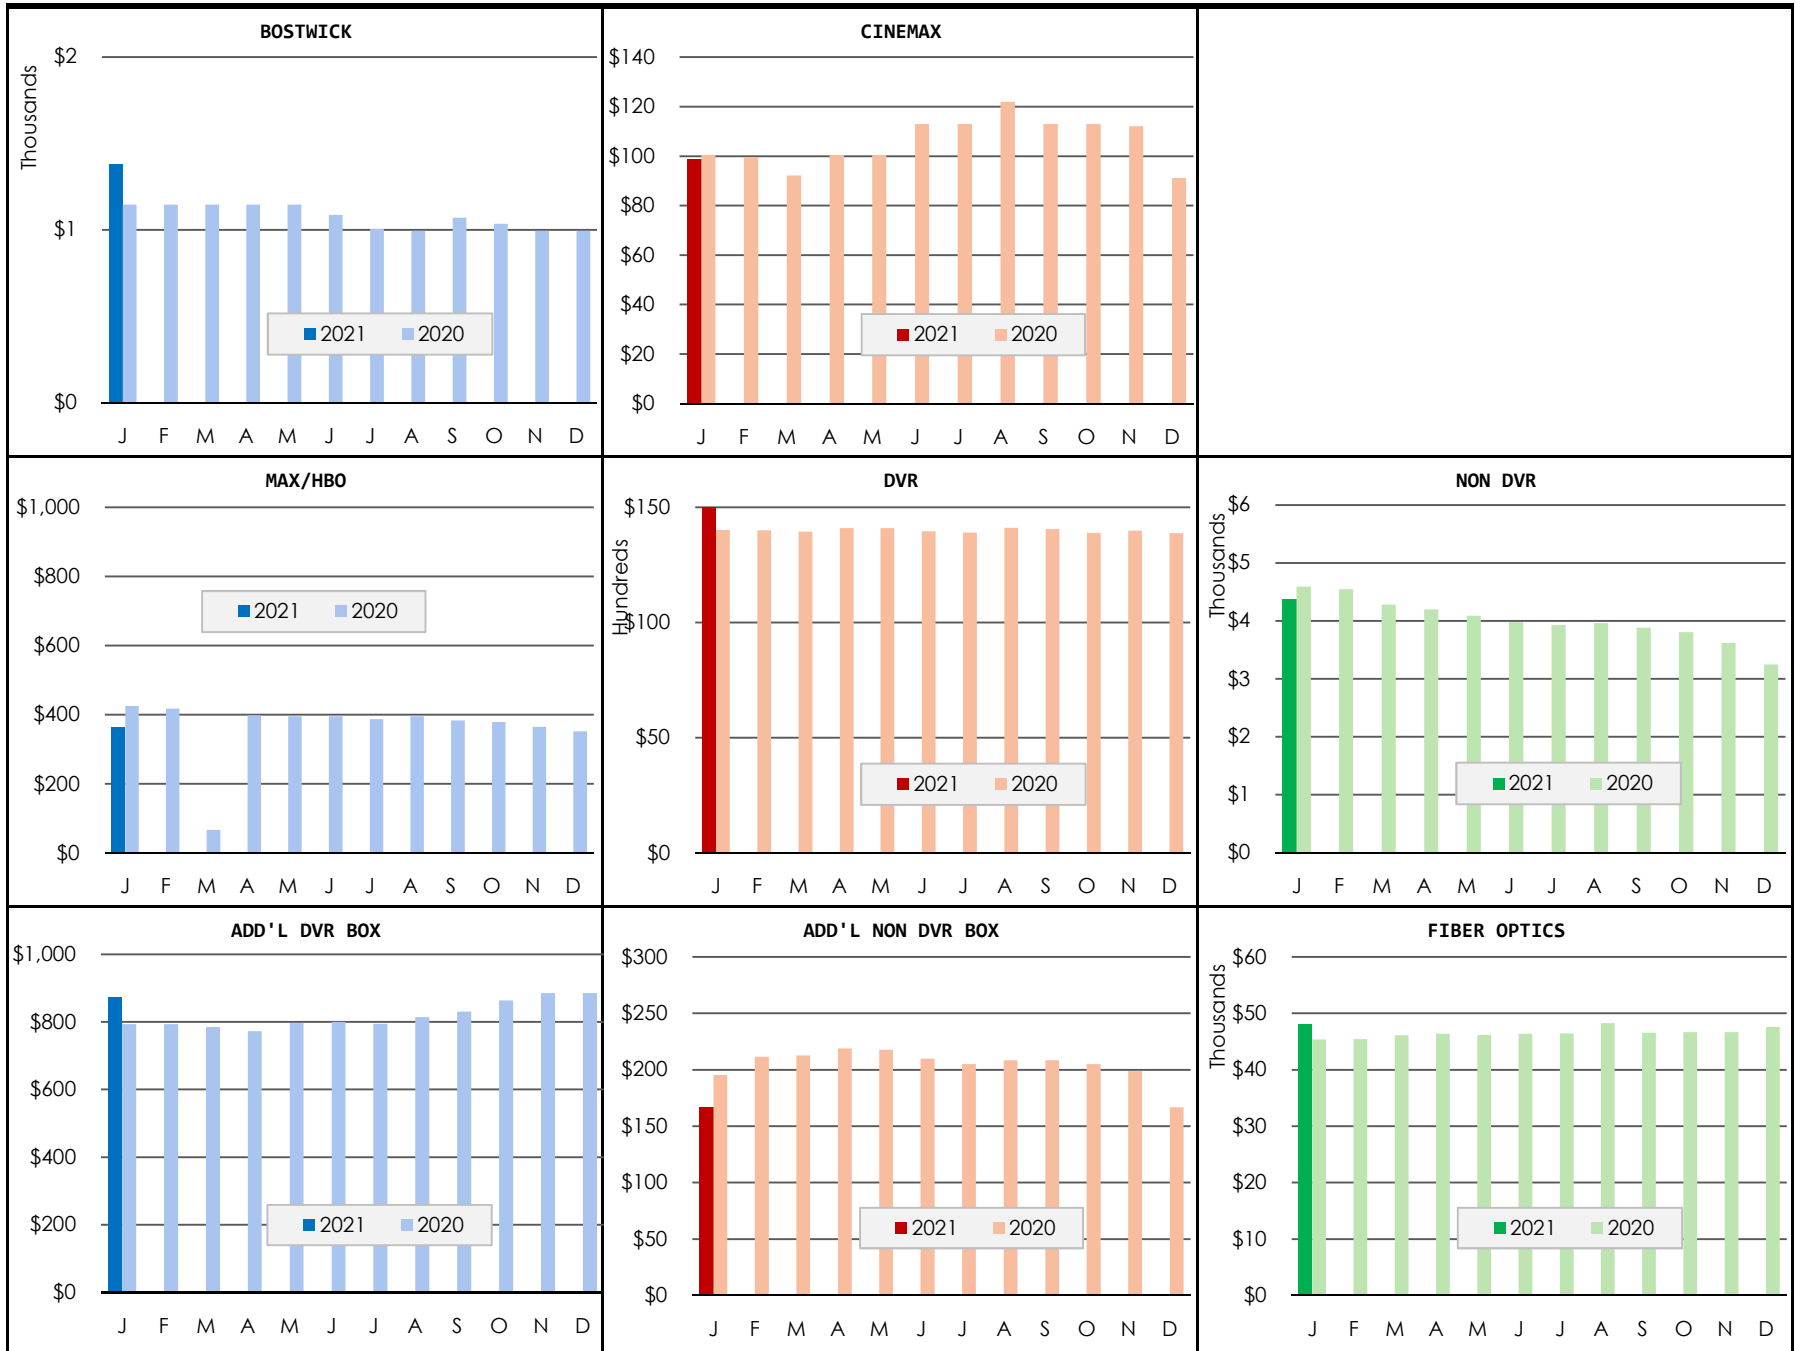 BOSTWICK
Thousands
$2
$1
$0
2021 2020
J F M A M J J A S O N D
CINEMAX
$140
$120
$100
$80
$60
$40
$20
$0
2021 2020
J F M A M J J A S O N D
MAX/HBO
$1,000
$800
$600
$400
$200
$0
2021 2020
J F M A M J J A S O N D
DVR
Hundreds
$150
$100
$50
$0
2021 2020
J F M A M J J A S O N D
NON DVR
Thousands
$6
$5
$4
$3
$2
$1
$0
2021 2020
J F M A M J J A S O N D
ADD'L DVR BOX
$1,000
$800
$600
$400
$200
$0
2021 2020
J F M A M J J A S O N D
ADD'L NON DVR BOX
$300
$250
$200
$150
$100
$50
$0
2021 2020
J F M A M J J A S O N D
FIBER OPTICS
Thousands
$60
$50
$40
$30
$20
$10
$0
2021 2020
J F M A M J J A S O N D